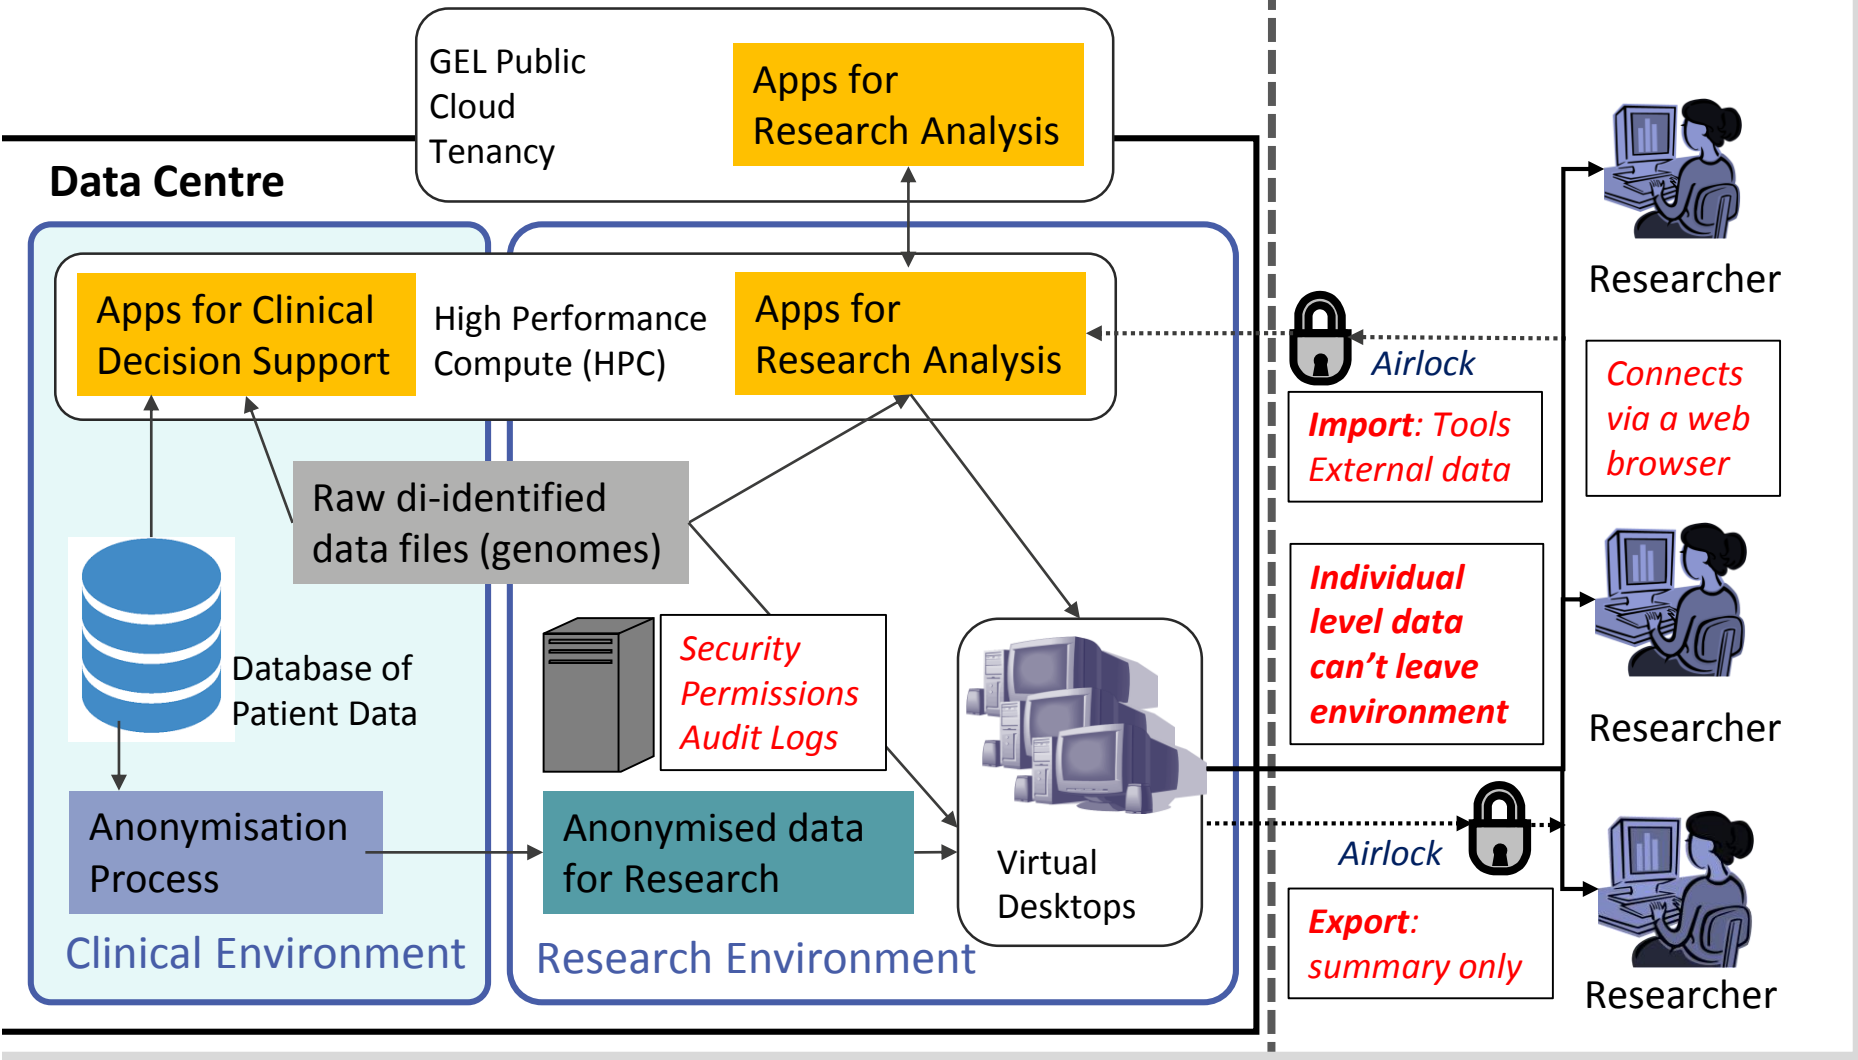 GEL Public
Cloud
Tenancy
Apps for
Research Analysis
Data Centre
Apps for Clinical
Decision Support
High Performance
Compute (HPC)
Apps for
Research Analysis
Raw di-identified
data files (genomes)
Database of
Patient Data
Security
Permissions
Audit Logs
Anonymisation
Process
Anonymised data
for Research
Virtual
Desktops
Clinical Environment
Research Environment
Airlock
Import: Tools
External data
Individual
level data
can’t leave
environment
Airlock
Export:
summary only
Researcher
Connects
via a web
browser
Researcher
Researcher